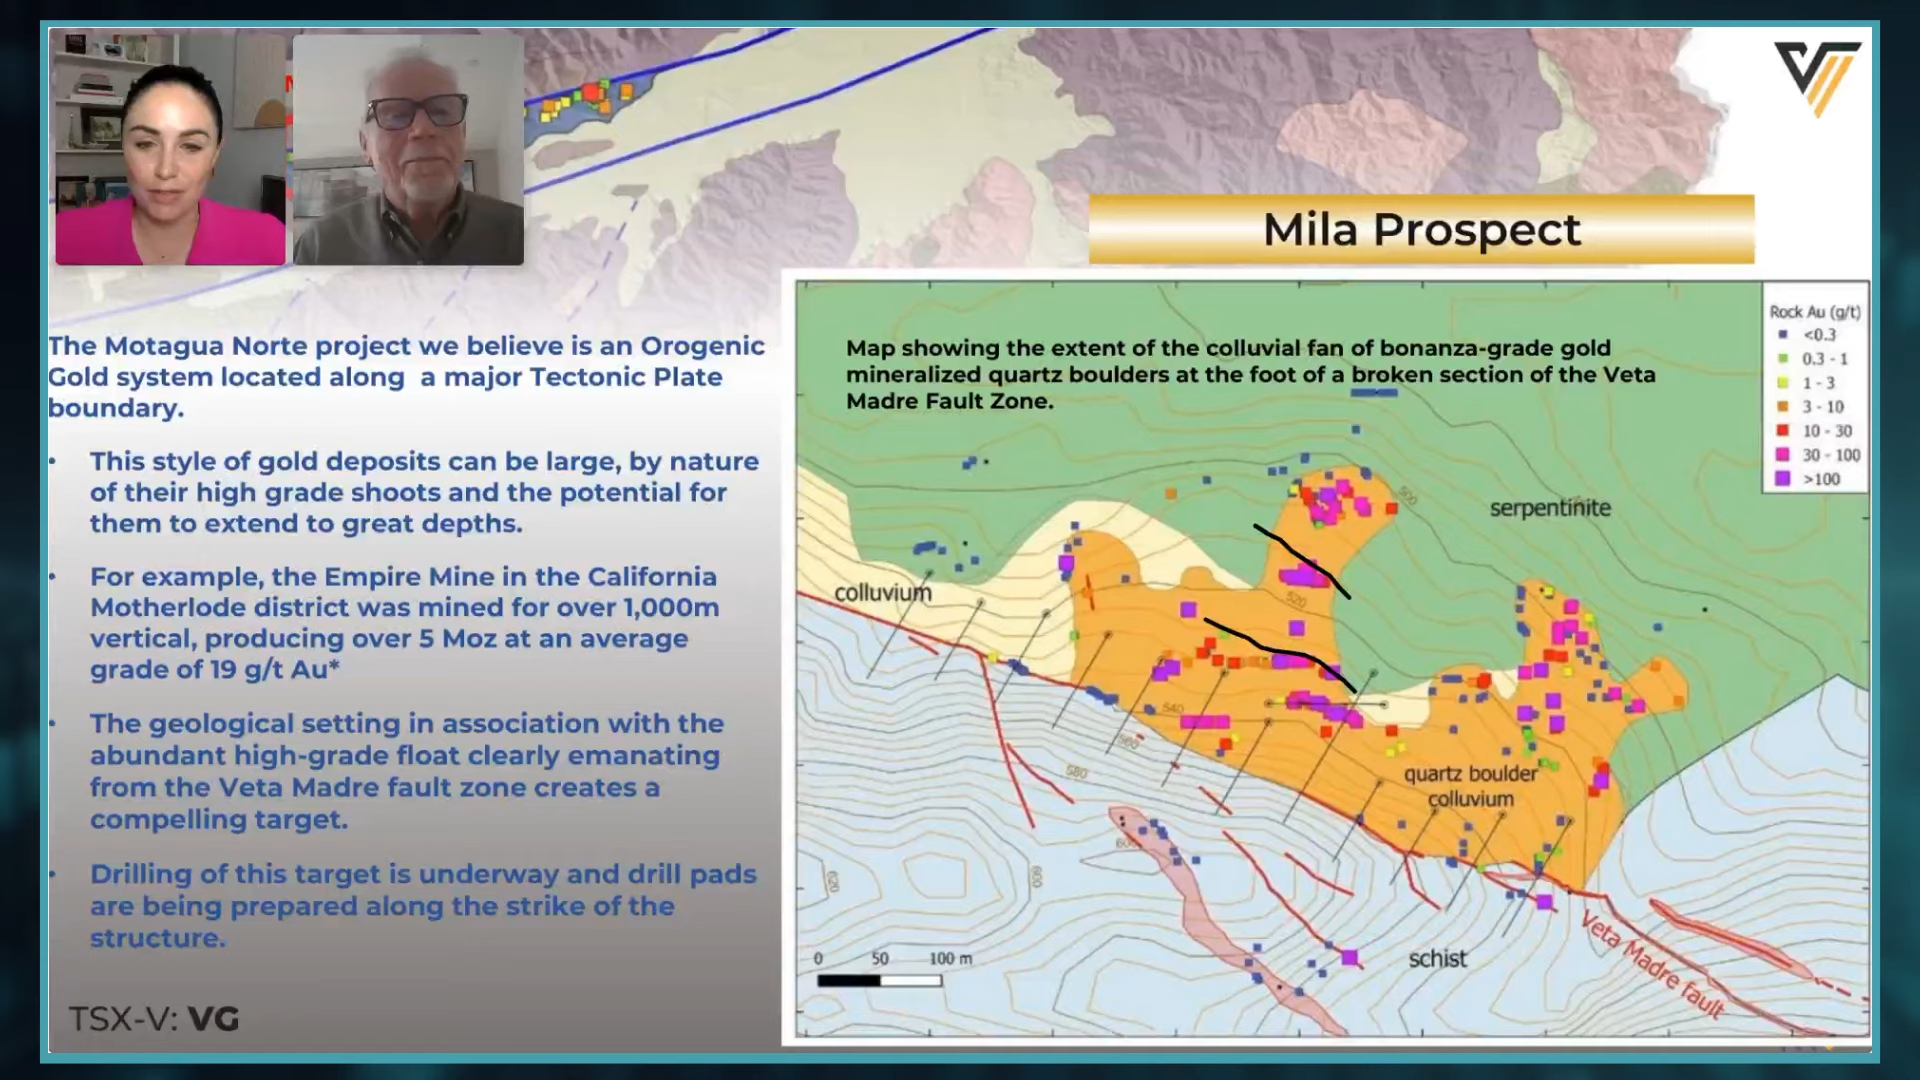 Mila Prospect
The Motagua Norte project we believe is an Orogenic
Gold system located along a major Tectonic Plate
boundary.
• This style of gold deposits can be large, by nature
of their high grade shoots and the potential for
them to extend to great depths.
• For example, the Empire Mine in the California
Motherlode district was mined for over 1,000m
vertical, producing over 5 Moz at an average
grade of 19 g/t Au*
• The geological setting in association with the
abundant high-grade float clearly emanating
from the Veta Madre fault zone creates a
compelling target.
• Drilling of this target is underway and drill pads
are being prepared along the strike of the
structure.
TSX-V: VG
Map showing the extent of the colluvial fan of bonanza-grade gold
mineralized quartz boulders at the foot of a broken section of the Veta
Madre Fault Zone.
Rock Au (g/t)
<0.3
0.3 - 1
1 - 3
3 - 10
10 - 30
30 - 100
>100
500
serpentinite
colluvium
520
540
560
580
quartz boulder
colluvium
600
620
600
0 50 100 m
schist
Veta Madre fault